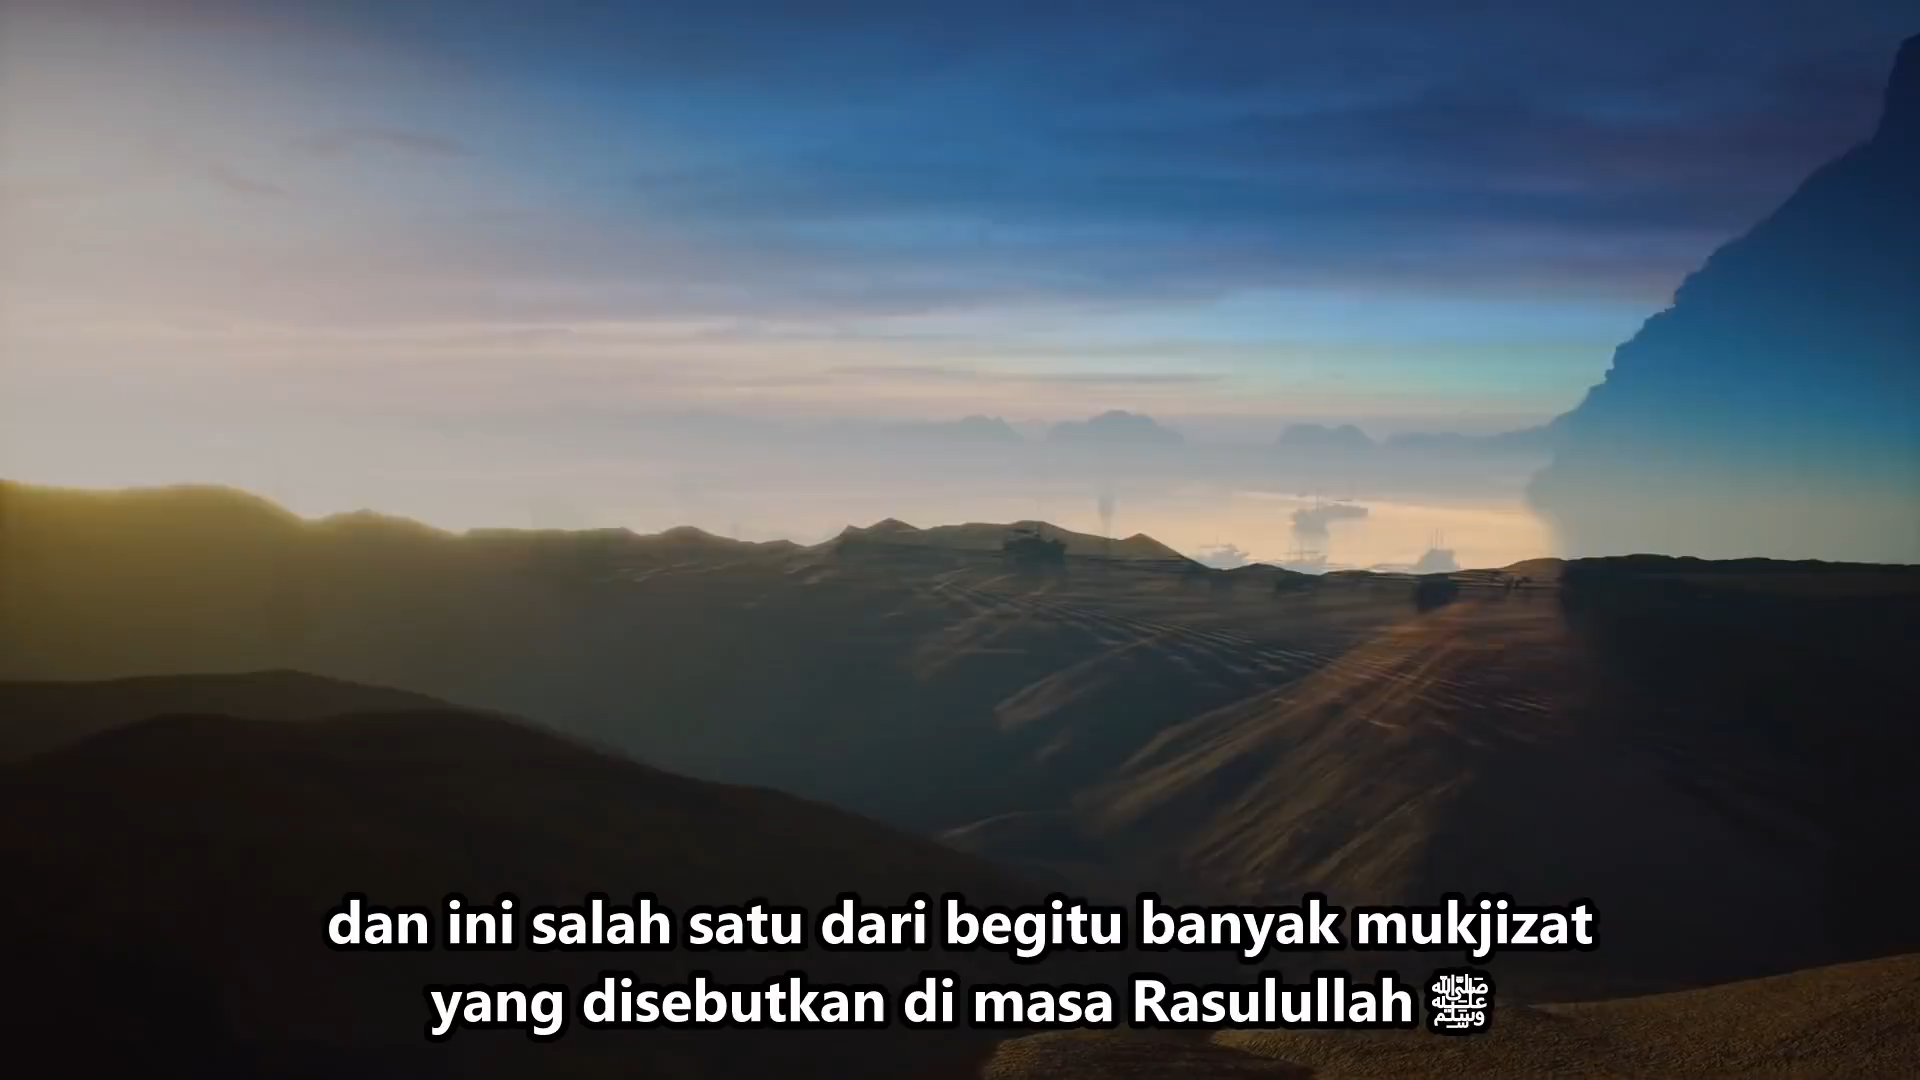 dan ini salah satu dari begitu banyak mukjizat
yang disebutkan di masa Rasulullah ﷺ